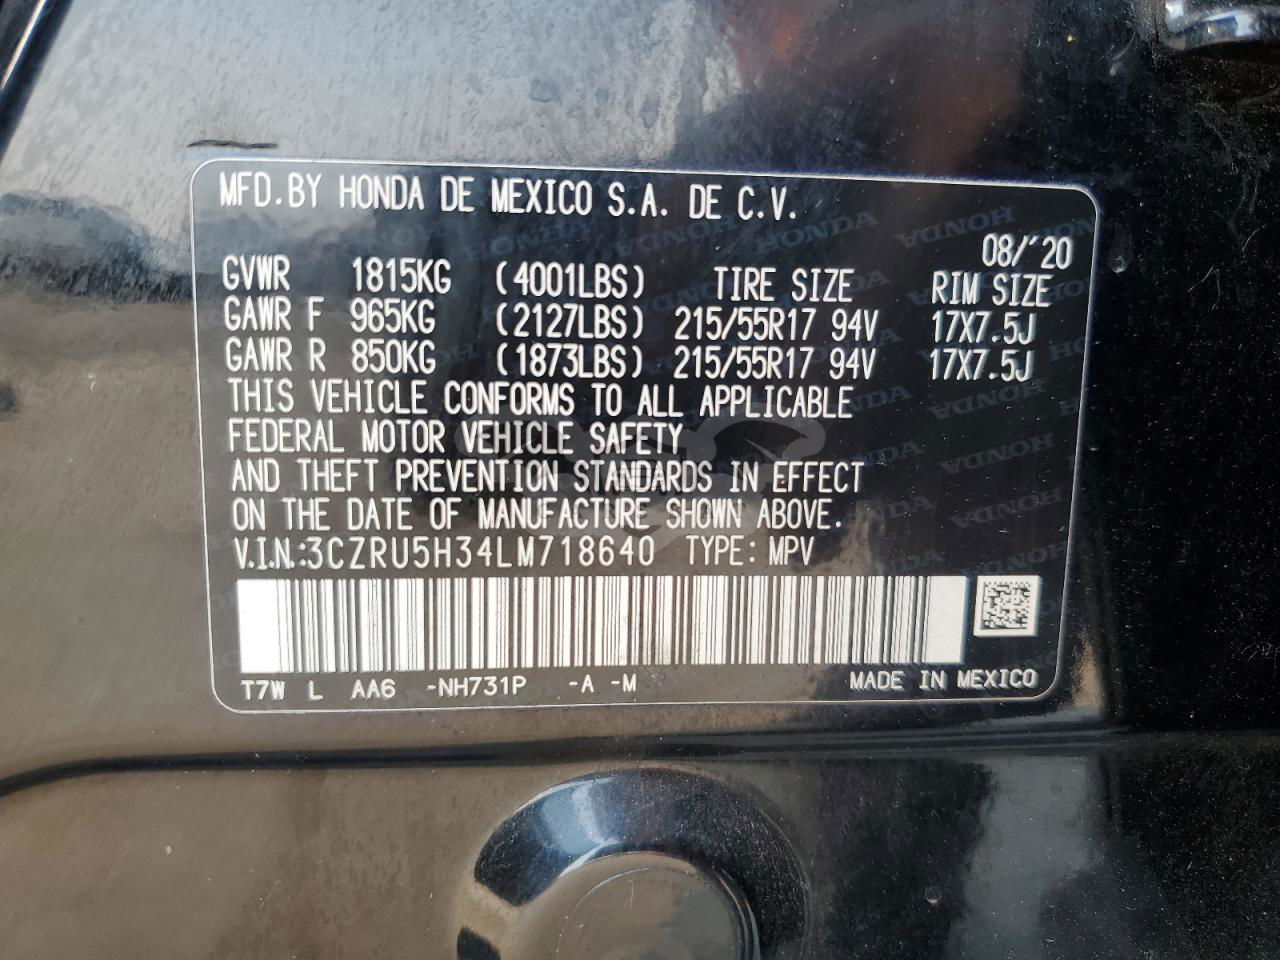 MFD.BY HONDA DE MEXICO S.A. DE C.V.
08/'20
GVWR 1815KG (4001LBS) TIRE SIZE RIM SIZE
GAWR F 965KG (2127LBS) 215/55R17 94V 17X7.5J
GAWR R 850KG (1873LBS) 215/55R17 94V 17X7.5J
THIS VEHICLE CONFORMS TO ALL APPLICABLE
FEDERAL MOTOR VEHICLE SAFETY
AND THEFT PREVENTION STANDARDS IN EFFECT
ON THE DATE OF MANUFACTURE SHOWN ABOVE.
V.I.N.:3CZRU5H34LM718640 TYPE:MPV
T7W L AA6 -NH731P -A -M MADE IN MEXICO